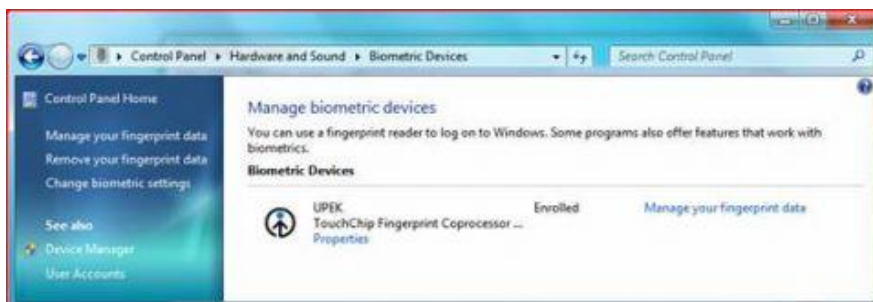 Control Panel ▸ Hardware and Sound ▸ Biometric Devices
Search Control Panel
Control Panel Home
Manage your fingerprint data
Remove your fingerprint data
Change biometric settings
See also
Device Manager
User Accounts
Manage biometric devices
You can use a fingerprint reader to log on to Windows. Some programs also offer features that work with
biometrics.
Biometric Devices
UPEK Enrolled Manage your fingerprint data
TouchChip Fingerprint Coprocessor ...
Properties